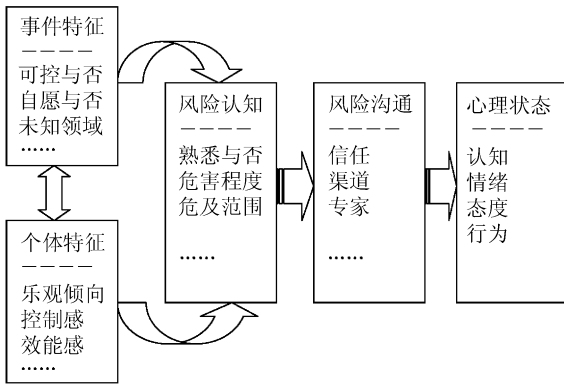 事件特征
————
可控与否
自愿与否
未知领域
……
个体特征
————
乐观倾向
控制感
效能感
……
风险认知
————
熟悉与否
危害程度
危及范围
……
风险沟通
————
信任
渠道
专家
……
心理状态
————
认知
情绪
态度
行为